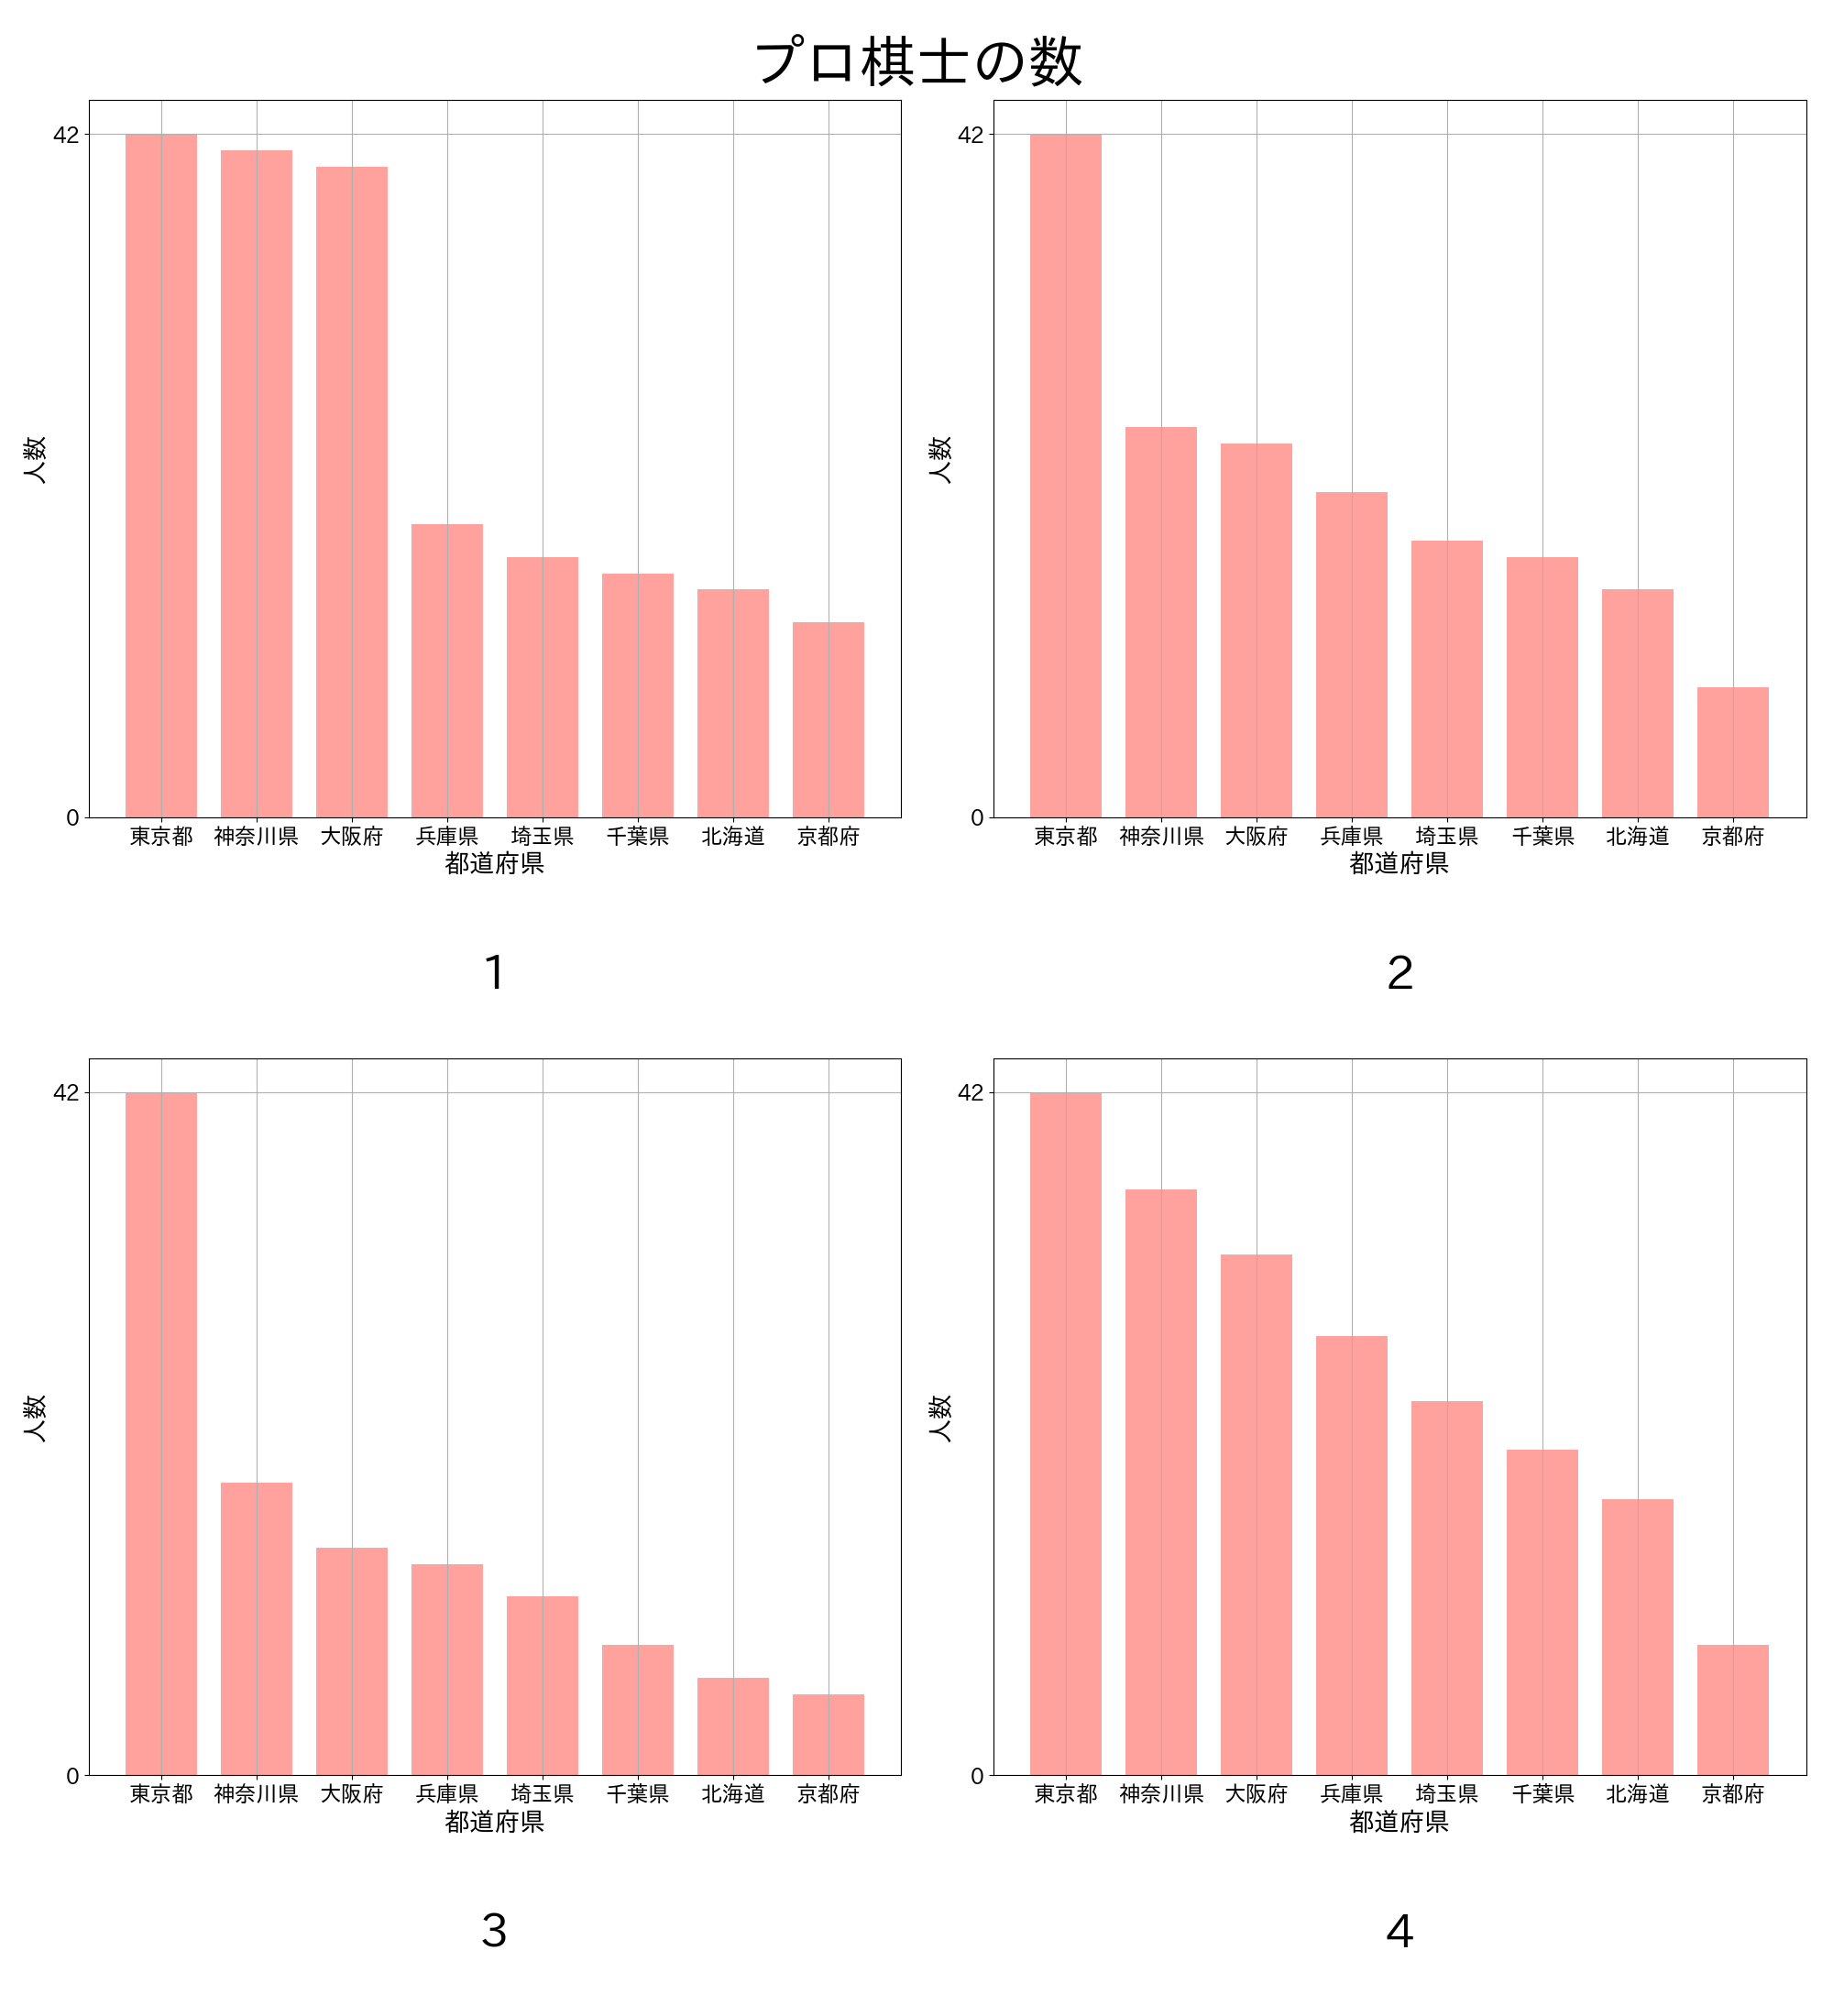 プロ棋士の数
42
0
人数
東京都 神奈川県 大阪府 兵庫県 埼玉県 千葉県 北海道 京都府
都道府県
1
42
0
人数
東京都 神奈川県 大阪府 兵庫県 埼玉県 千葉県 北海道 京都府
都道府県
2
42
0
人数
東京都 神奈川県 大阪府 兵庫県 埼玉県 千葉県 北海道 京都府
都道府県
3
42
0
人数
東京都 神奈川県 大阪府 兵庫県 埼玉県 千葉県 北海道 京都府
都道府県
4